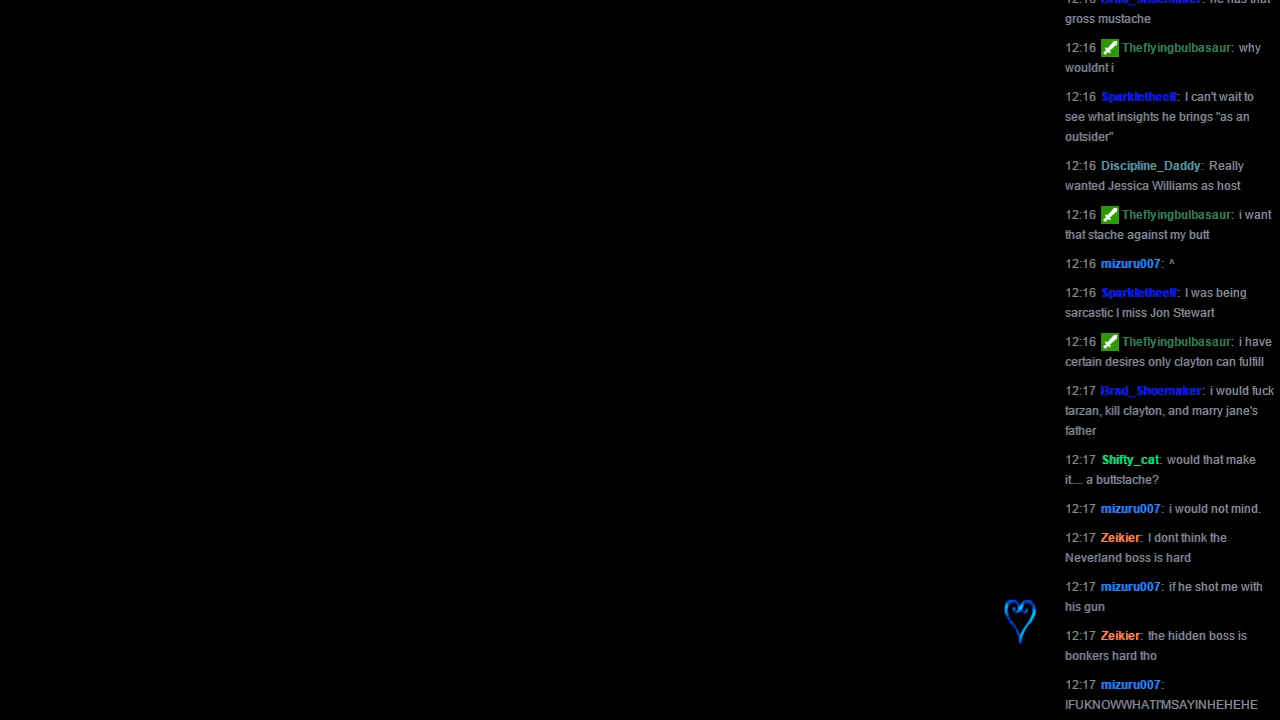 gross mustache
12:16 Theflyingbulbasaur: why
wouldnt i
12:16 Sparkletheelf: I can't wait to
see what insights he brings "as an
outsider"
12:16 Discipline_Daddy: Really
wanted Jessica Williams as host
12:16 Theflyingbulbasaur: i want
that stache against my butt
12:16 mizuru007: ^
12:16 Sparkletheelf: I was being
sarcastic I miss Jon Stewart
12:16 Theflyingbulbasaur: i have
certain desires only clayton can fulfill
12:17 Brad_Shoemaker: i would fuck
tarzan, kill clayton, and marry jane's
father
12:17 Shifty_cat: would that make
it.... a buttstache?
12:17 mizuru007: i would not mind.
12:17 Zeikier: I dont think the
Neverland boss is hard
12:17 mizuru007: if he shot me with
his gun
12:17 Zeikier: the hidden boss is
bonkers hard tho
12:17 mizuru007:
IFUKNOWWHATI'MSAYINHEHEHE